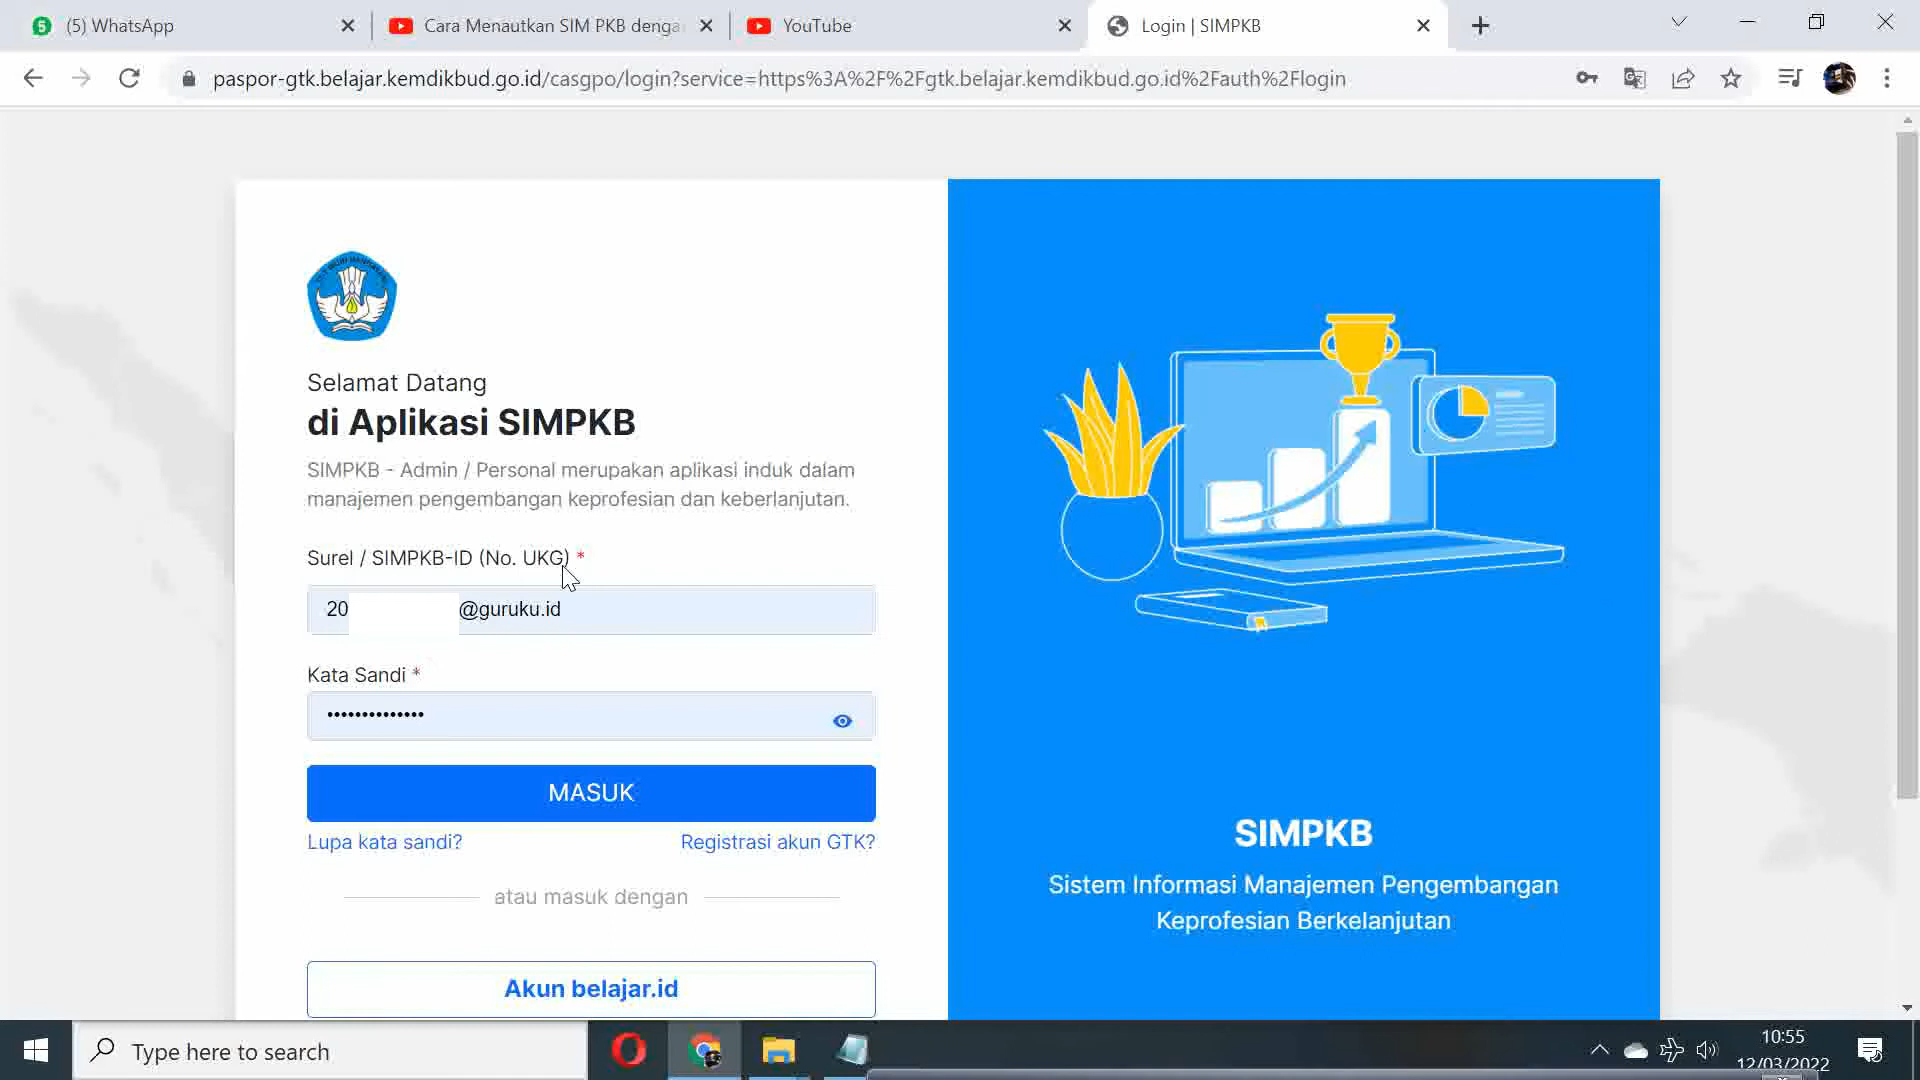 (5) WhatsApp
Cara Menautkan SIM PKB denga
YouTube
Login | SIMPKB
paspor-gtk.belajar.kemdikbud.go.id/casgpo/login?service=https%3A%2F%2Fgtk.belajar.kemdikbud.go.id%2Fauth%2Flogin
Selamat Datang
di Aplikasi SIMPKB
SIMPKB - Admin / Personal merupakan aplikasi induk dalam
manajemen pengembangan keprofesian dan keberlanjutan.
Surel / SIMPKB-ID (No. UKG) *
20 @guruku.id
Kata Sandi *
••••••••••••••
MASUK
Lupa kata sandi?
Registrasi akun GTK?
atau masuk dengan
Akun belajar.id
SIMPKB
Sistem Informasi Manajemen Pengembangan
Keprofesian Berkelanjutan
Type here to search
10:55
12/03/2022